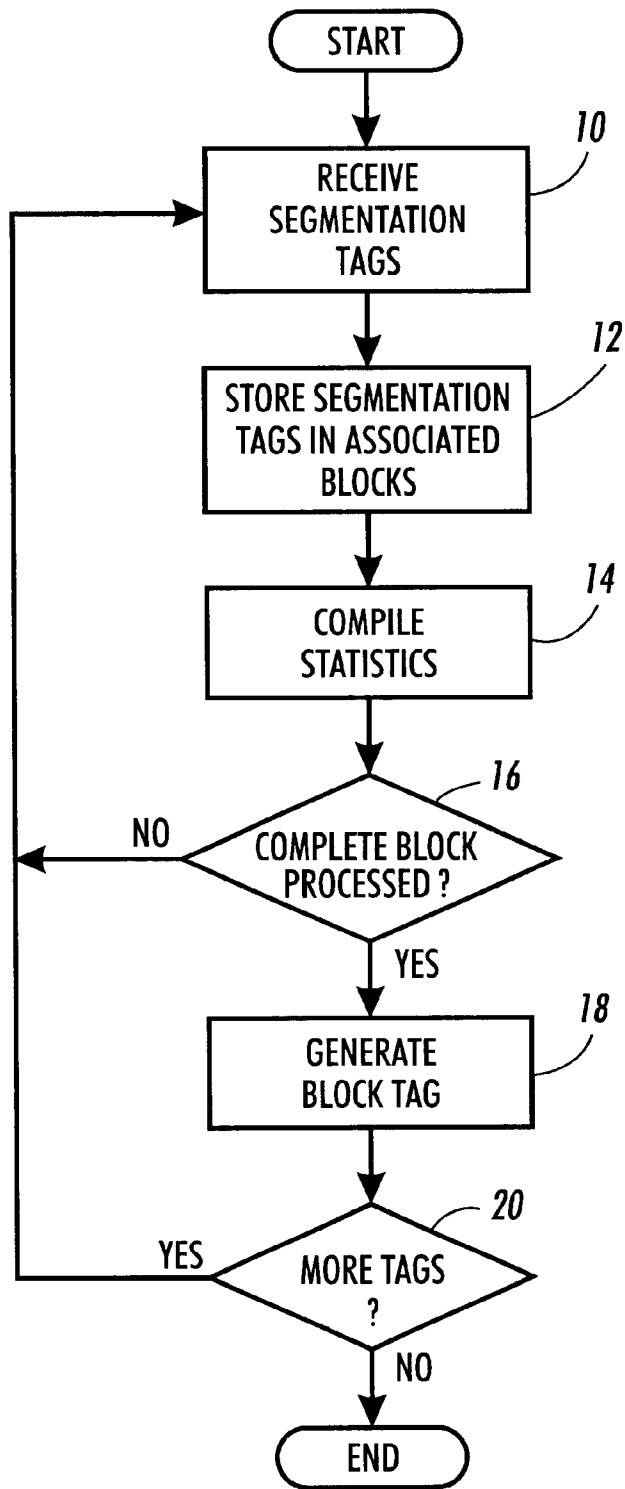 START
10
RECEIVE
SEGMENTATION
TAGS
12
STORE SEGMENTATION
TAGS IN ASSOCIATED
BLOCKS
14
COMPILE
STATISTICS
16
NO
COMPLETE BLOCK
PROCESSED ?
YES
18
GENERATE
BLOCK TAG
20
YES
MORE TAGS
?
NO
END